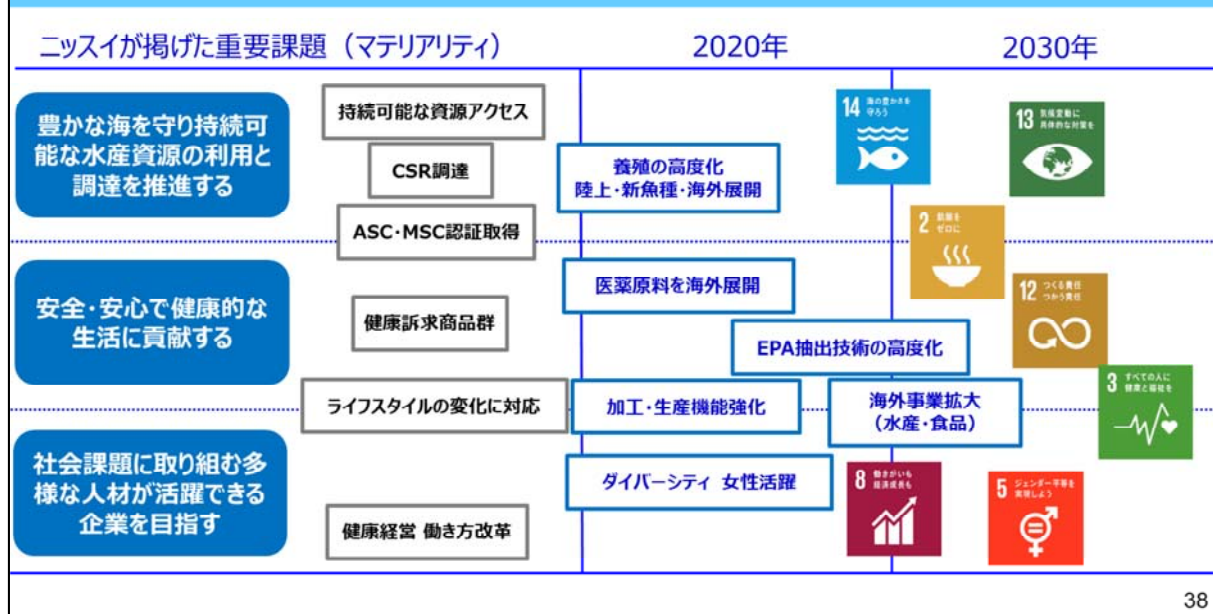 ニッスイが掲げた重要課題（マテリアリティ）
2020年
2030年
豊かな海を守り持続可
能な水産資源の利用と
調達を推進する
持続可能な資源アクセス
CSR調達
ASC・MSC認証取得
養殖の高度化
陸上・新魚種・海外展開
14 海の豊かさを
守ろう
13 気候変動に
具体的な対策を
2 飢餓を
ゼロに
安全・安心で健康的な
生活に貢献する
健康訴求商品群
医薬原料を海外展開
EPA抽出技術の高度化
12 つくる責任
つかう責任
3 すべての人に
健康と福祉を
ライフスタイルの変化に対応
加工・生産機能強化
海外事業拡大
（水産・食品）
社会課題に取り組む多
様な人材が活躍できる
企業を目指す
健康経営 働き方改革
ダイバーシティ 女性活躍
8 働きがいも
経済成長も
5 ジェンダー平等を
実現しよう
38